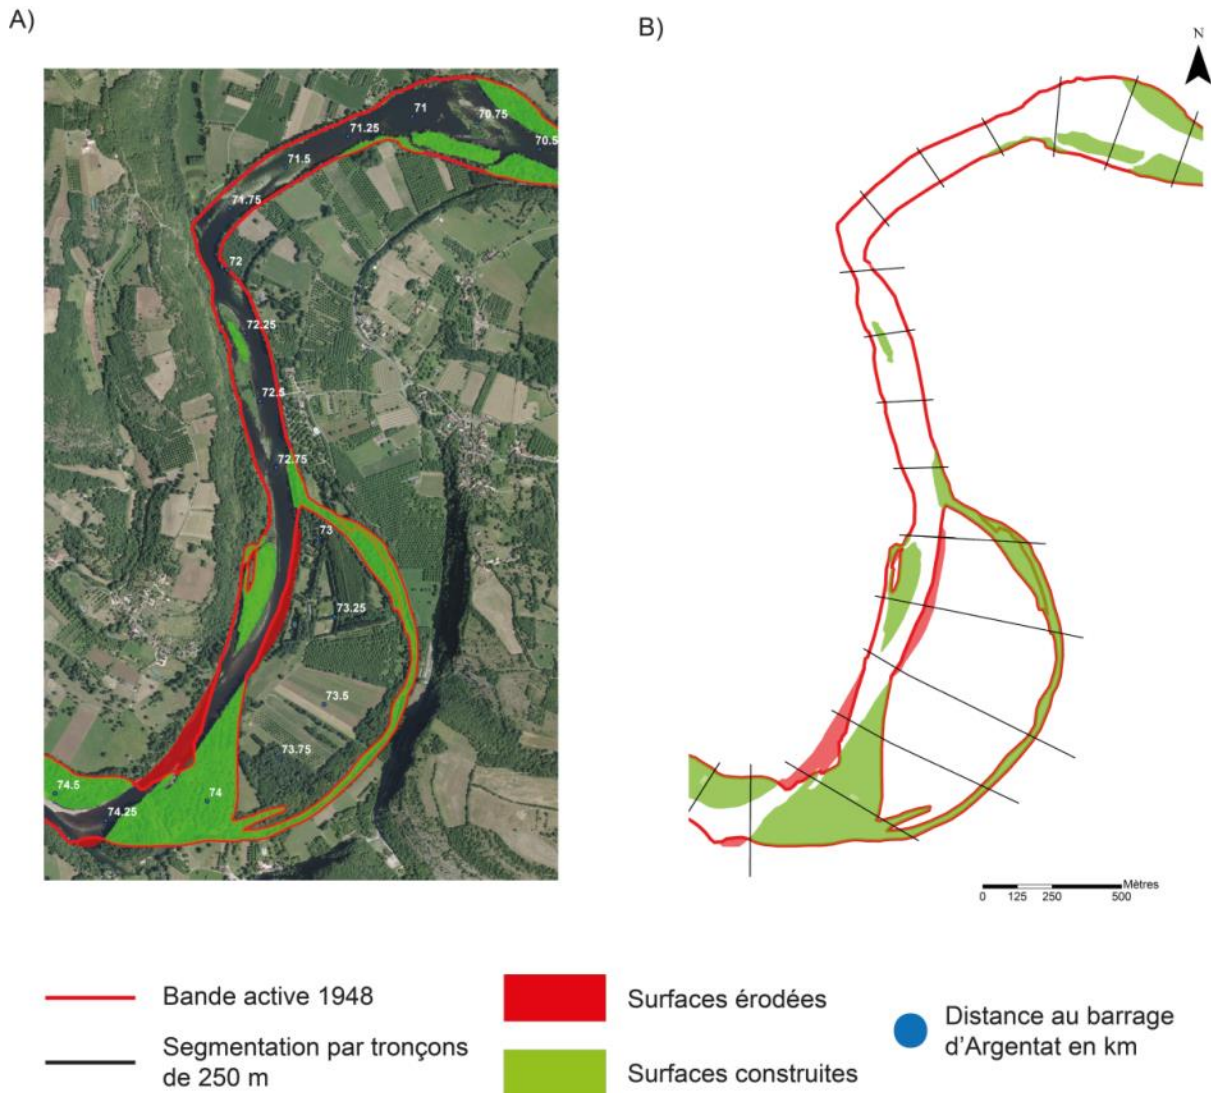 A)
B)
N
71
70.75
71.25
70.5
71.5
71.75
72
72.25
72.5
72.75
73
73.25
73.5
73.75
74.5
74
74.25
Mètres
0 125 250 500
Bande active 1948
Segmentation par tronçons
de 250 m
Surfaces érodées
Surfaces construites
Distance au barrage
d'Argentat en km